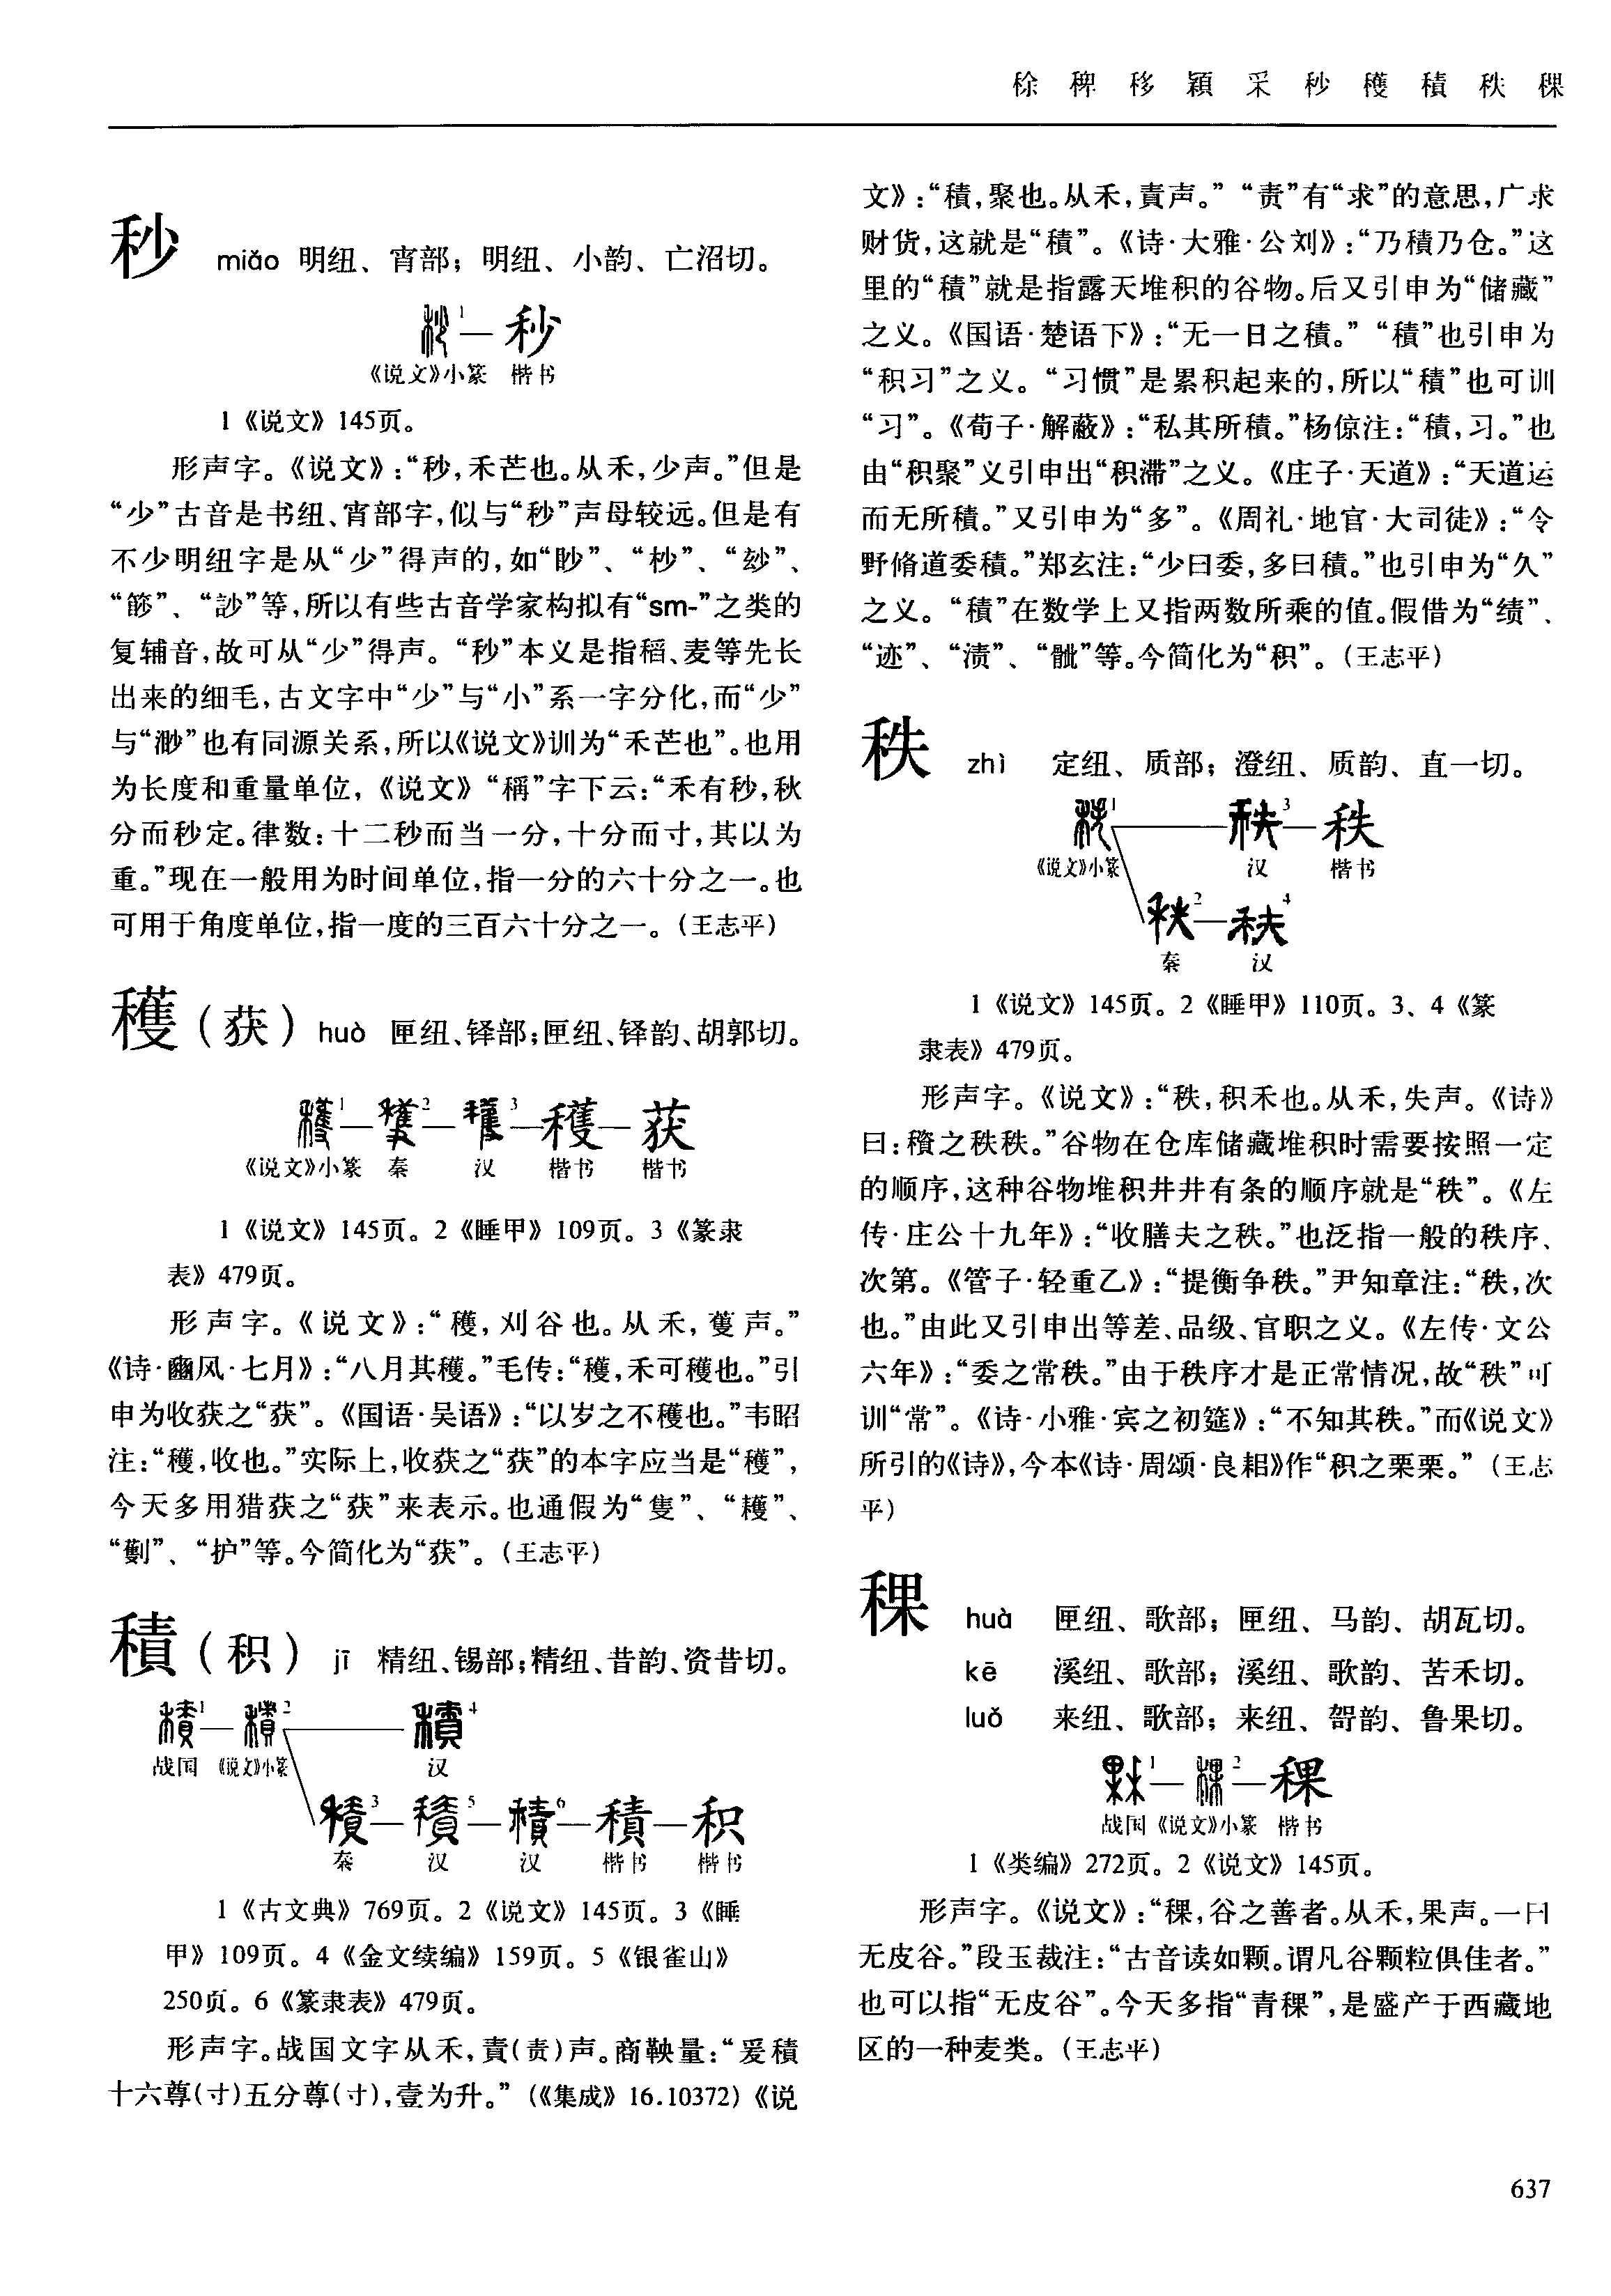 稌 稗 移 穎 采 秒 穫 積 秩 稞
秒 miǎo 明纽、宵部；明纽、小韵、亡沼切。
秒1—秒
《说文》小篆 楷书
1《说文》145页。
形声字。《说文》：“秒，禾芒也。从禾，少声。”但是
“少”古音是书纽、宵部字，似与“秒”声母较远。但是有
不少明纽字是从“少”得声的，如“眇”、“杪”、“玅”、
“篎”、“訬”等，所以有些古音学家构拟有“sm-”之类的
复辅音，故可从“少”得声。“秒”本义是指稻、麦等先长
出来的细毛，古文字中“少”与“小”系一字分化，而“少”
与“渺”也有同源关系，所以《说文》训为“禾芒也”。也用
为长度和重量单位，《说文》“稱”字下云：“禾有秒，秋
分而秒定。律数：十二秒而当一分，十分而寸，其以为
重。”现在一般用为时间单位，指一分的六十分之一。也
可用于角度单位，指一度的三百六十分之一。（王志平）
穫（获） huò 匣纽、铎部；匣纽、铎韵、胡郭切。
穫1—穫2—穫3—穫—获
《说文》小篆 秦 汉 楷书 楷书
1《说文》145页。2《睡甲》109页。3《篆隶
表》479页。
形声字。《说文》：“穫，刈谷也。从禾，蒦声。”
《诗·豳风·七月》：“八月其穫。”毛传：“穫，禾可穫也。”引
申为收获之“获”。《国语·吴语》：“以岁之不穫也。”韦昭
注：“穫，收也。”实际上，收获之“获”的本字应当是“穫”，
今天多用猎获之“获”来表示。也通假为“隻”、“耯”、
“劐”、“护”等。今简化为“获”。（王志平）
積（积） jī 精纽、锡部；精纽、昔韵、资昔切。
積1—積2—積4
战国 《说文》小篆 汉
積3—積5—積6—積—积
秦 汉 汉 楷书 楷书
1《古文典》769页。2《说文》145页。3《睡
甲》109页。4《金文续编》159页。5《银雀山》
250页。6《篆隶表》479页。
形声字。战国文字从禾，責（责）声。商鞅量：“爰積
十六尊（寸）五分尊（寸），壹为升。”（《集成》16.10372）《说
文》：“積，聚也。从禾，責声。”“责”有“求”的意思，广求
财货，这就是“積”。《诗·大雅·公刘》：“乃積乃仓。”这
里的“積”就是指露天堆积的谷物。后又引申为“储藏”
之义。《国语·楚语下》：“无一日之積。”“積”也引申为
“积习”之义。“习惯”是累积起来的，所以“積”也可训
“习”。《荀子·解蔽》：“私其所積。”杨倞注：“積，习。”也
由“积聚”义引申出“积滞”之义。《庄子·天道》：“天道运
而无所積。”又引申为“多”。《周礼·地官·大司徒》：“令
野脩道委積。”郑玄注：“少曰委，多曰積。”也引申为“久”
之义。“積”在数学上又指两数所乘的值。假借为“绩”、
“迹”、“渍”、“骴”等。今简化为“积”。（王志平）
秩 zhì 定纽、质部；澄纽、质韵、直一切。
秩1—秩3—秩
《说文》小篆 汉 楷书
秩2—秩4
秦 汉
1《说文》145页。2《睡甲》110页。3、4《篆
隶表》479页。
形声字。《说文》：“秩，积禾也。从禾，失声。《诗》
曰：穧之秩秩。”谷物在仓库储藏堆积时需要按照一定
的顺序，这种谷物堆积井井有条的顺序就是“秩”。《左
传·庄公十九年》：“收膳夫之秩。”也泛指一般的秩序、
次第。《管子·轻重乙》：“提衡争秩。”尹知章注：“秩，次
也。”由此又引申出等差、品级、官职之义。《左传·文公
六年》：“委之常秩。”由于秩序才是正常情况，故“秩”可
训“常”。《诗·小雅·宾之初筵》：“不知其秩。”而《说文》
所引的《诗》，今本《诗·周颂·良耜》作“积之栗栗。”（王志
平）
稞 huà 匣纽、歌部；匣纽、马韵、胡瓦切。
kē 溪纽、歌部；溪纽、歌韵、苦禾切。
luǒ 来纽、歌部；来纽、哿韵、鲁果切。
稞1—稞2—稞
战国 《说文》小篆 楷书
1《类编》272页。2《说文》145页。
形声字。《说文》：“稞，谷之善者。从禾，果声。一曰
无皮谷。”段玉裁注：“古音读如颗。谓凡谷颗粒俱佳者。”
也可以指“无皮谷”。今天多指“青稞”，是盛产于西藏地
区的一种麦类。（王志平）
637